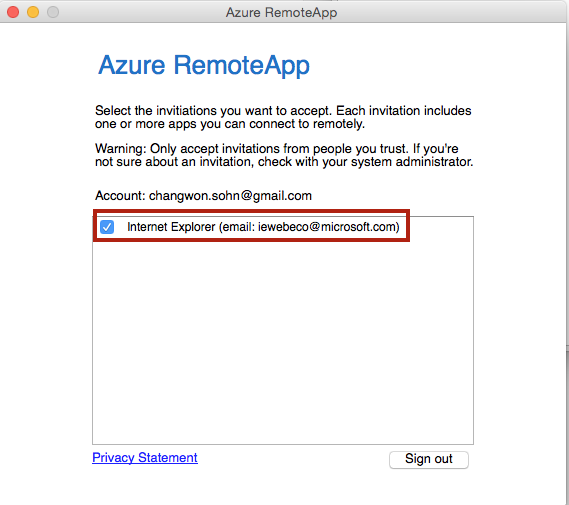 Azure RemoteApp
Azure RemoteApp
Select the invitiations you want to accept. Each invitation includes
one or more apps you can connect to remotely.
Warning: Only accept invitations from people you trust. If you're
not sure about an invitation, check with your system administrator.
Account: changwon.sohn@gmail.com
Internet Explorer (email: iewebeco@microsoft.com)
Privacy Statement
Sign out